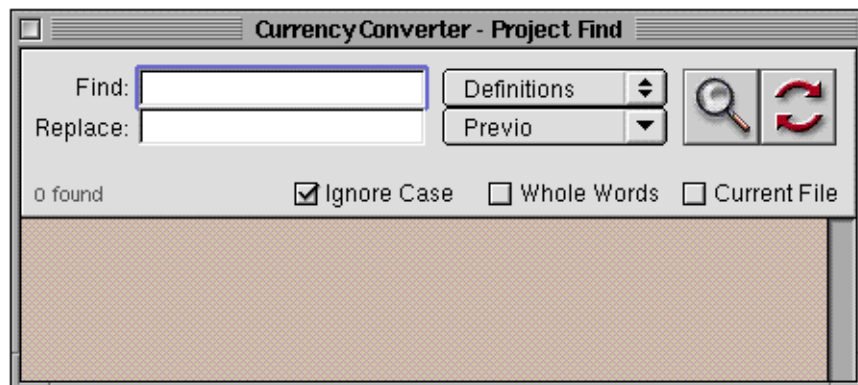 CurrencyConverter - Project Find
Find:
Definitions
Replace:
Previo
0 found
Ignore Case
Whole Words
Current File